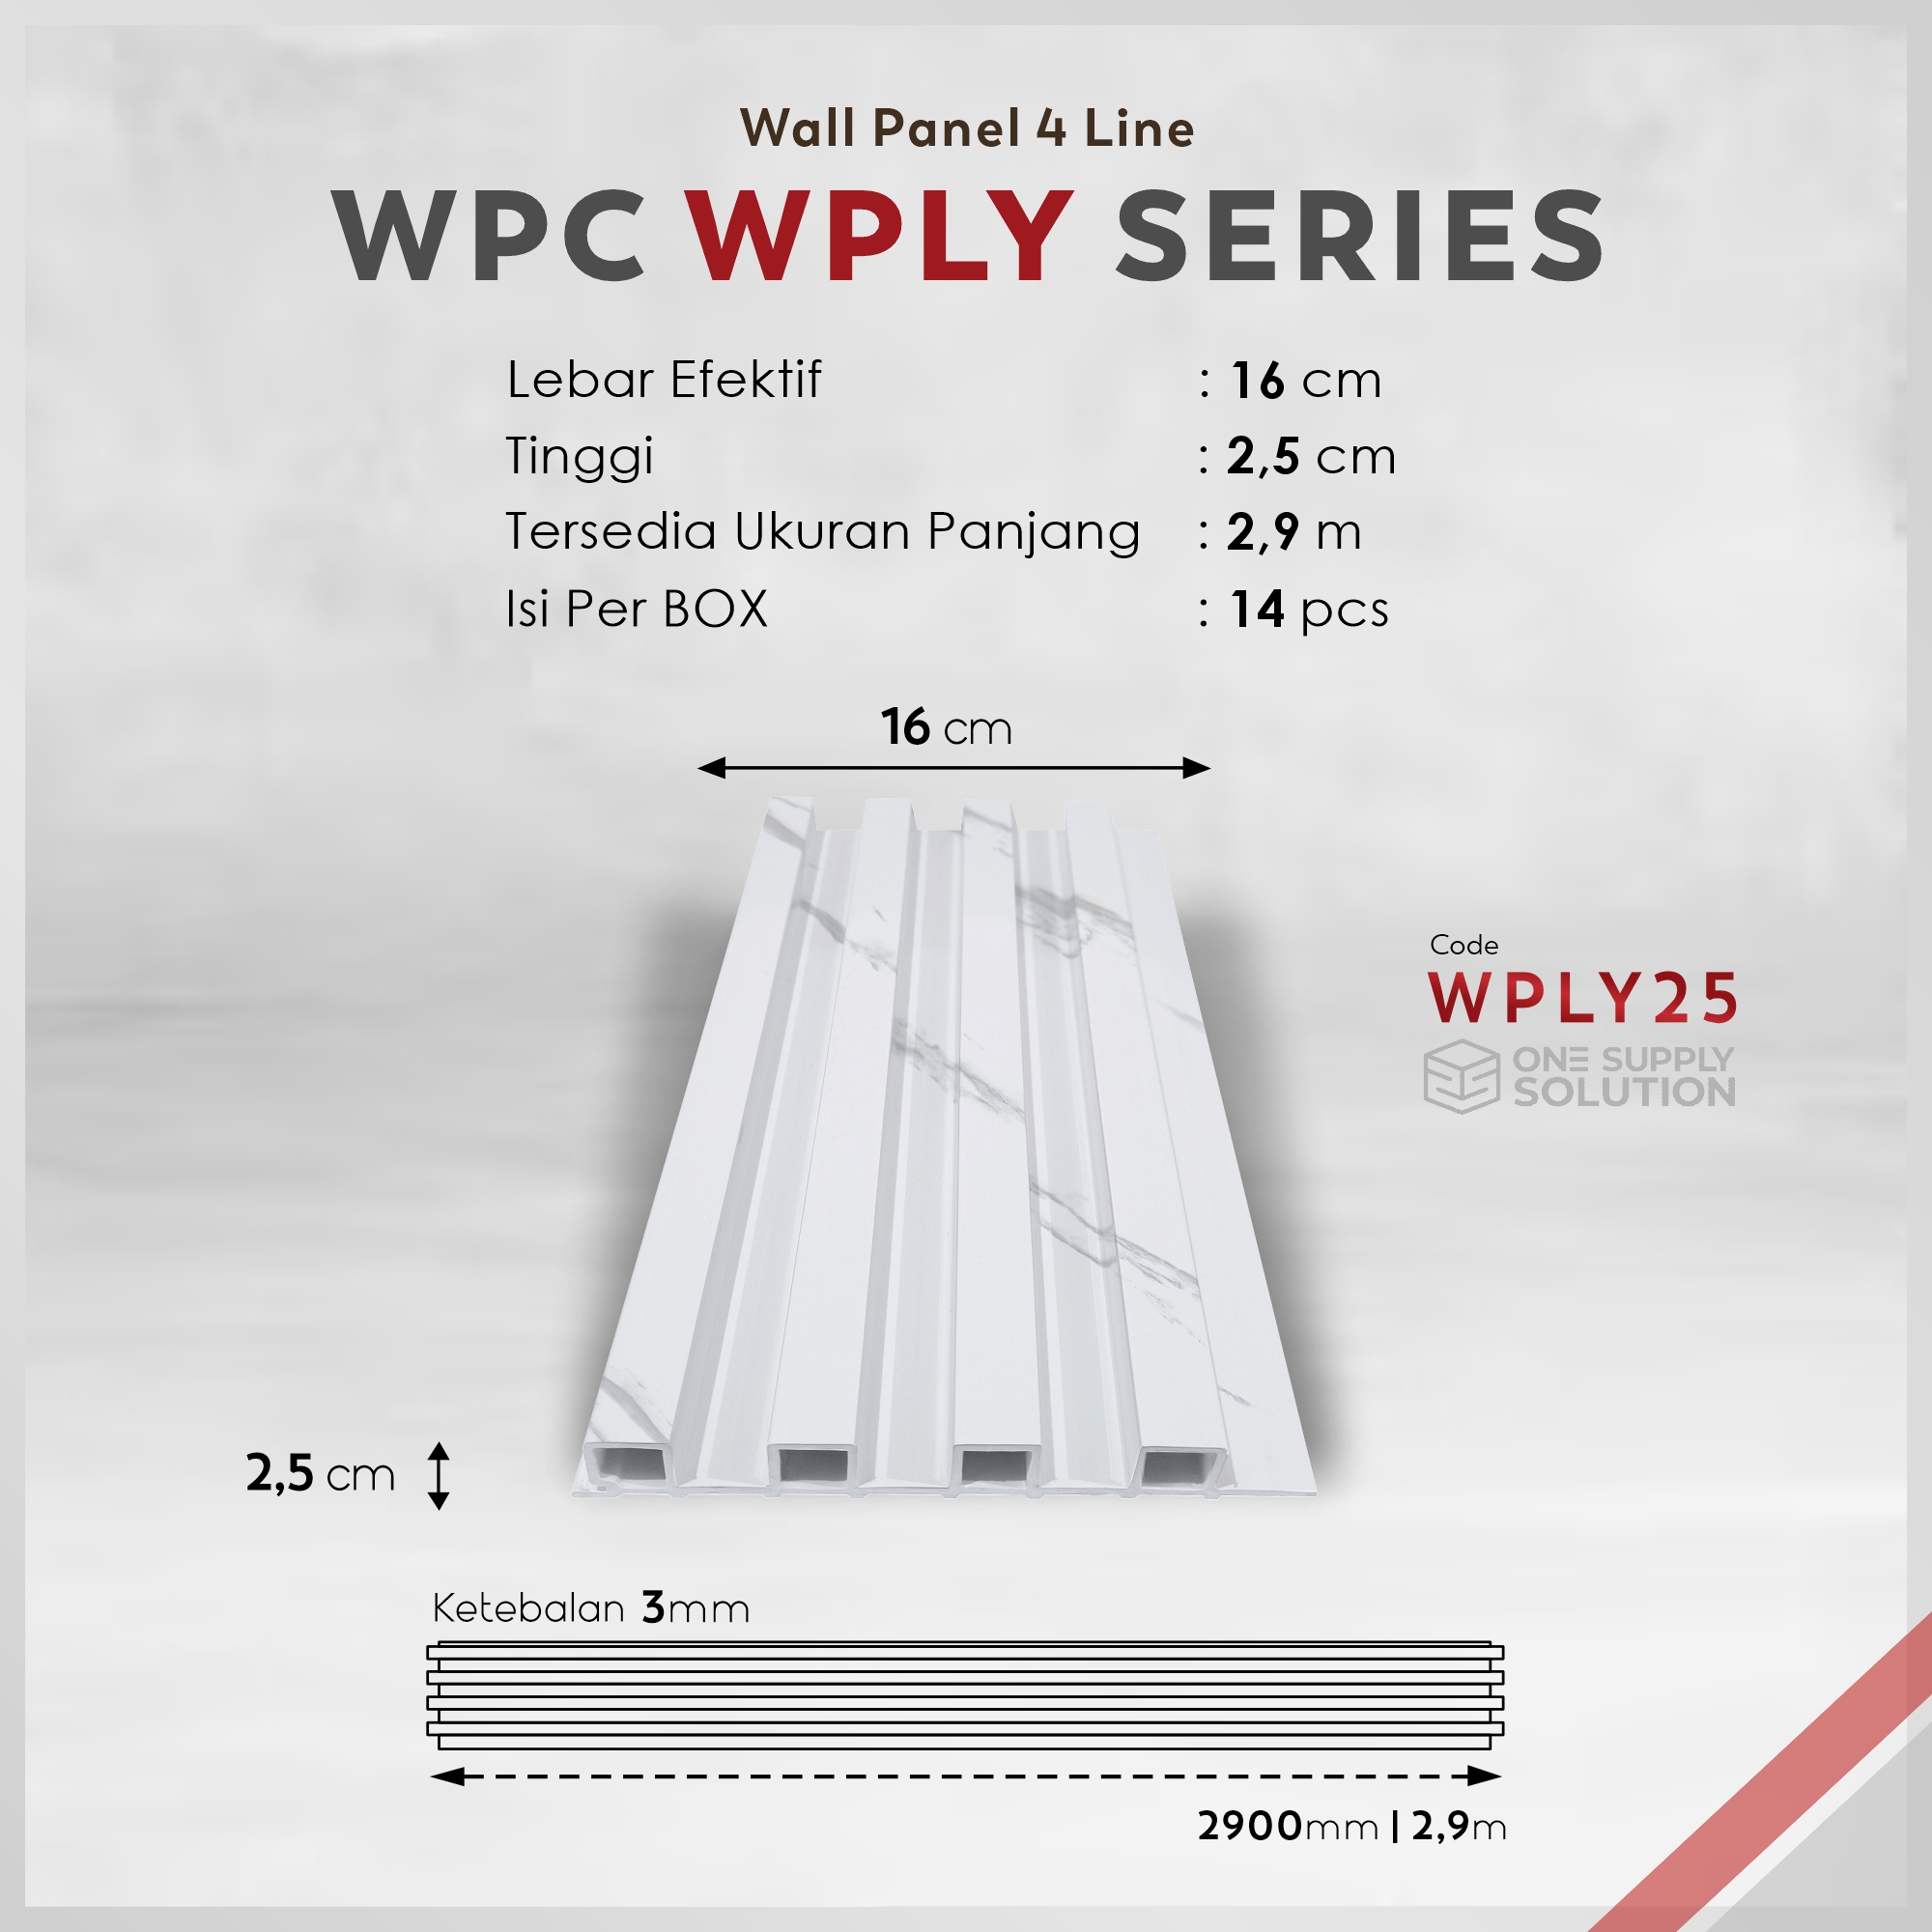 Wall Panel 4 Line
WPC WPLY SERIES
Lebar Efektif : 16 cm
Tinggi : 2,5 cm
Tersedia Ukuran Panjang : 2,9 m
Isi Per BOX : 14 pcs
16 cm
Code
WPLY25
ONE SUPPLY
SOLUTION
2,5 cm
Ketebalan 3mm
2900mm | 2,9m